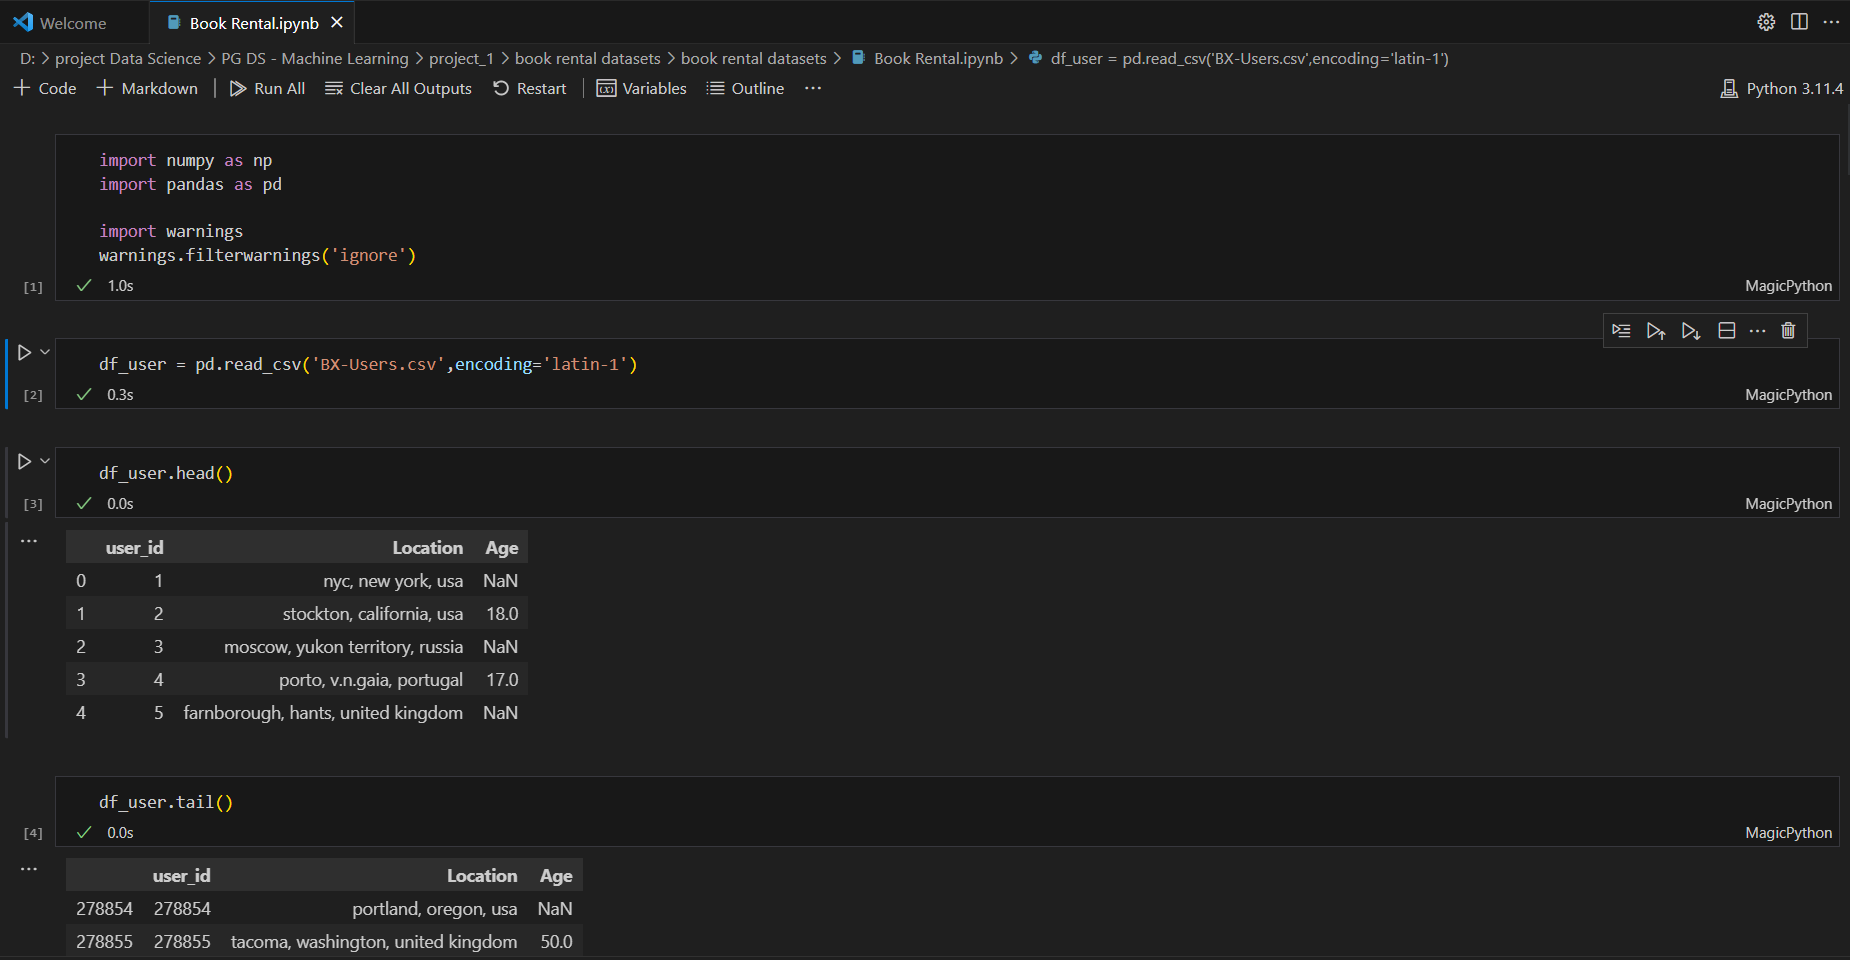 Welcome Book Rental.ipynb
D: > project Data Science > PG DS - Machine Learning > project_1 > book rental datasets > book rental datasets > Book Rental.ipynb > df_user = pd.read_csv('BX-Users.csv',encoding='latin-1')
+ Code + Markdown | Run All Clear All Outputs Restart | Variables Outline ... Python 3.11.4
import numpy as np
import pandas as pd
import warnings
warnings.filterwarnings('ignore')
[1] 1.0s MagicPython
df_user = pd.read_csv('BX-Users.csv',encoding='latin-1')
[2] 0.3s MagicPython
df_user.head()
[3] 0.0s MagicPython
user_id Location Age
0 1 nyc, new york, usa NaN
1 2 stockton, california, usa 18.0
2 3 moscow, yukon territory, russia NaN
3 4 porto, v.n.gaia, portugal 17.0
4 5 farnborough, hants, united kingdom NaN
df_user.tail()
[4] 0.0s MagicPython
user_id Location Age
278854 278854 portland, oregon, usa NaN
278855 278855 tacoma, washington, united kingdom 50.0